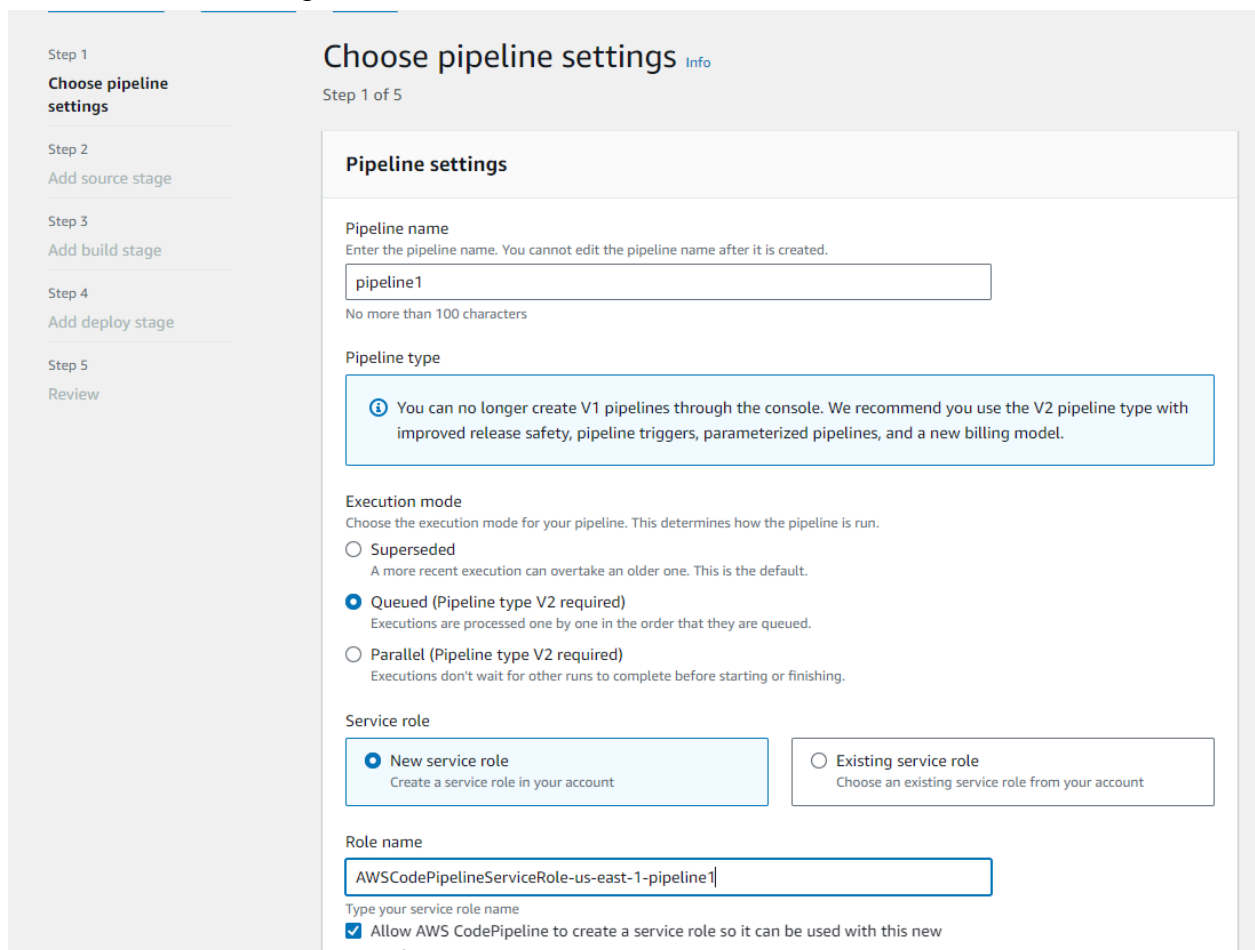 Step 1
Choose pipeline
settings
Step 2
Add source stage
Step 3
Add build stage
Step 4
Add deploy stage
Step 5
Review
Choose pipeline settings Info
Step 1 of 5
Pipeline settings
Pipeline name
Enter the pipeline name. You cannot edit the pipeline name after it is created.
pipeline1
No more than 100 characters
Pipeline type
You can no longer create V1 pipelines through the console. We recommend you use the V2 pipeline type with
improved release safety, pipeline triggers, parameterized pipelines, and a new billing model.
Execution mode
Choose the execution mode for your pipeline. This determines how the pipeline is run.
Superseded
A more recent execution can overtake an older one. This is the default.
Queued (Pipeline type V2 required)
Executions are processed one by one in the order that they are queued.
Parallel (Pipeline type V2 required)
Executions don't wait for other runs to complete before starting or finishing.
Service role
New service role
Create a service role in your account
Existing service role
Choose an existing service role from your account
Role name
AWSCodePipelineServiceRole-us-east-1-pipeline1
Type your service role name
Allow AWS CodePipeline to create a service role so it can be used with this new